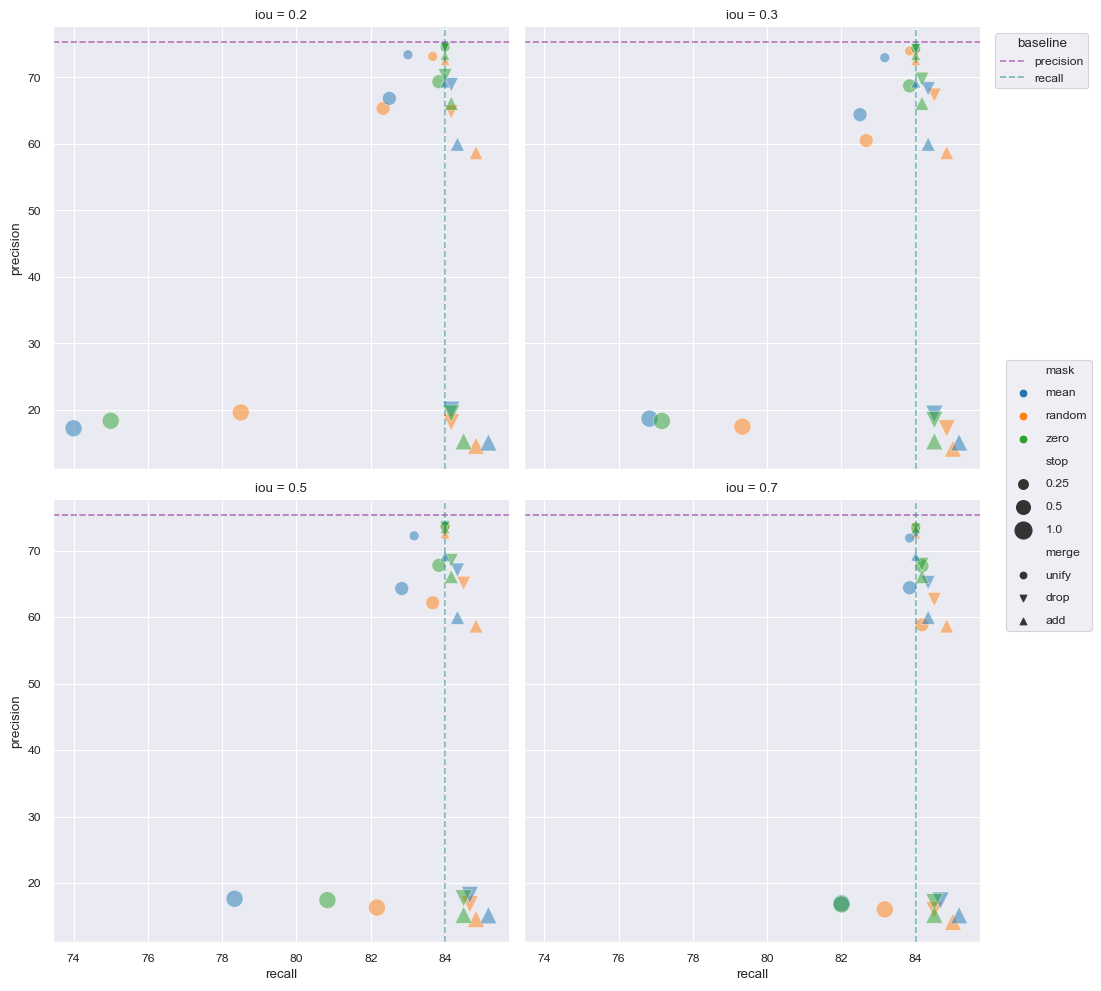 iou = 0.2
iou = 0.3
baseline
precision
recall
70
60
50
40
30
20
precision
mask
mean
random
zero
stop
0.25
0.5
1.0
merge
unify
drop
add
iou = 0.5
iou = 0.7
70
60
50
40
30
20
precision
74 76 78 80 82 84
recall
74 76 78 80 82 84
recall